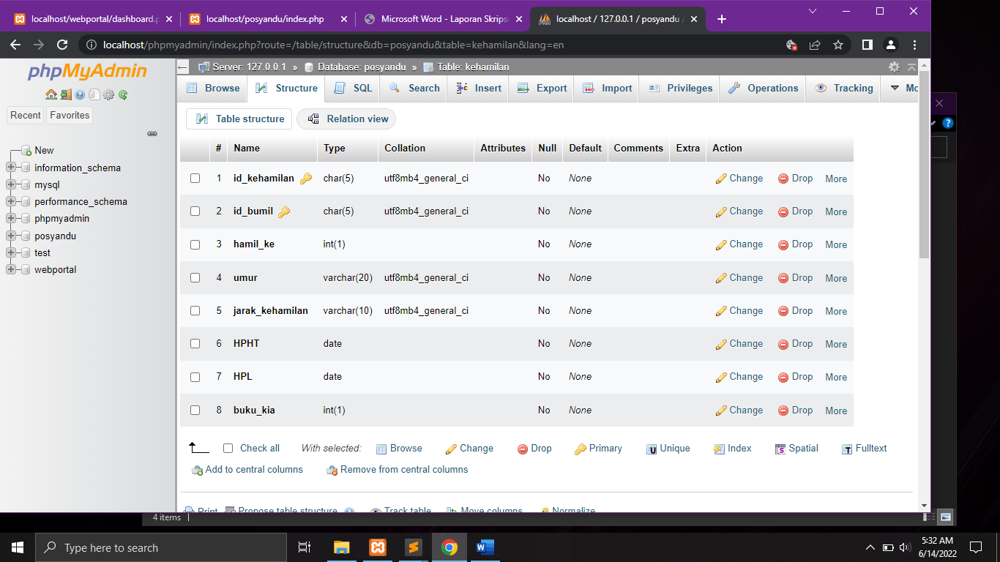 localhost/webportal/dashboard.p
localhost/posyandu/index.php
Microsoft Word - Laporan Skripsi
localhost / 127.0.0.1 / posyandu /
localhost/phpmyadmin/index.php?route=/table/structure&db=posyandu&table=kehamilan&lang=en
phpMyAdmin
Recent Favorites
New
information_schema
mysql
performance_schema
phpmyadmin
posyandu
test
webportal
Server: 127.0.0.1 » Database: posyandu » Table: kehamilan
Browse Structure SQL Search Insert Export Import Privileges Operations Tracking Mo
Table structure Relation view
# Name Type Collation Attributes Null Default Comments Extra Action
1 id_kehamilan char(5) utf8mb4_general_ci No None Change Drop More
2 id_bumil char(5) utf8mb4_general_ci No None Change Drop More
3 hamil_ke int(1) No None Change Drop More
4 umur varchar(20) utf8mb4_general_ci No None Change Drop More
5 jarak_kehamilan varchar(10) utf8mb4_general_ci No None Change Drop More
6 HPHT date No None Change Drop More
7 HPL date No None Change Drop More
8 buku_kia int(1) No None Change Drop More
Check all With selected: Browse Change Drop Primary Unique Index Spatial Fulltext
Add to central columns Remove from central columns
Print Propose table structure Track table Move columns Normalize
4 items
Type here to search
5:32 AM
6/14/2022